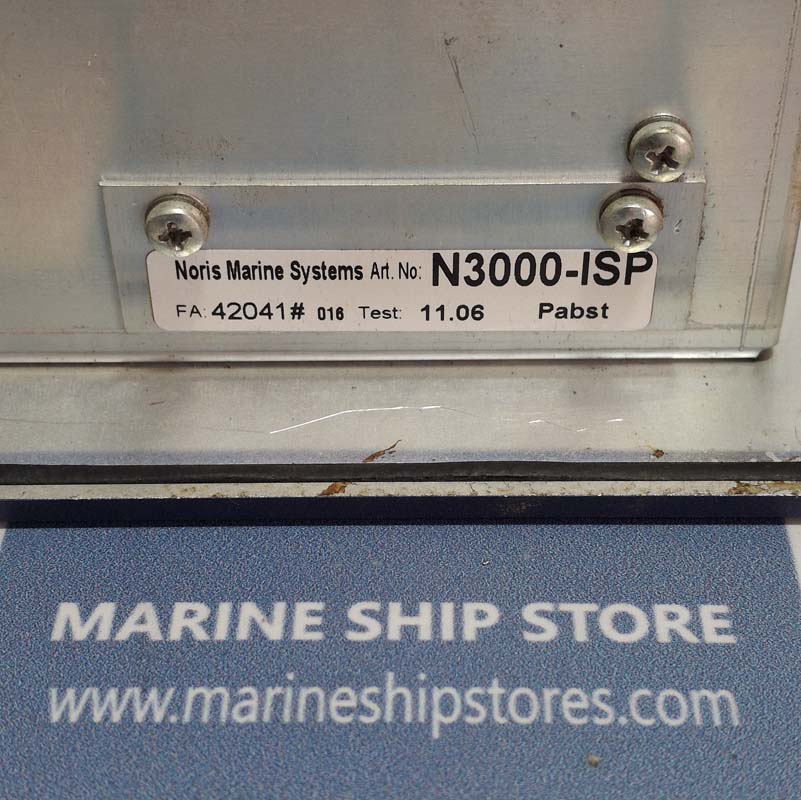 Noris Marine Systems Art. No: N3000-ISP
FA: 42041# 016 Test: 11.06 Pabst
MARINE SHIP STORE
www.marineshipstores.com